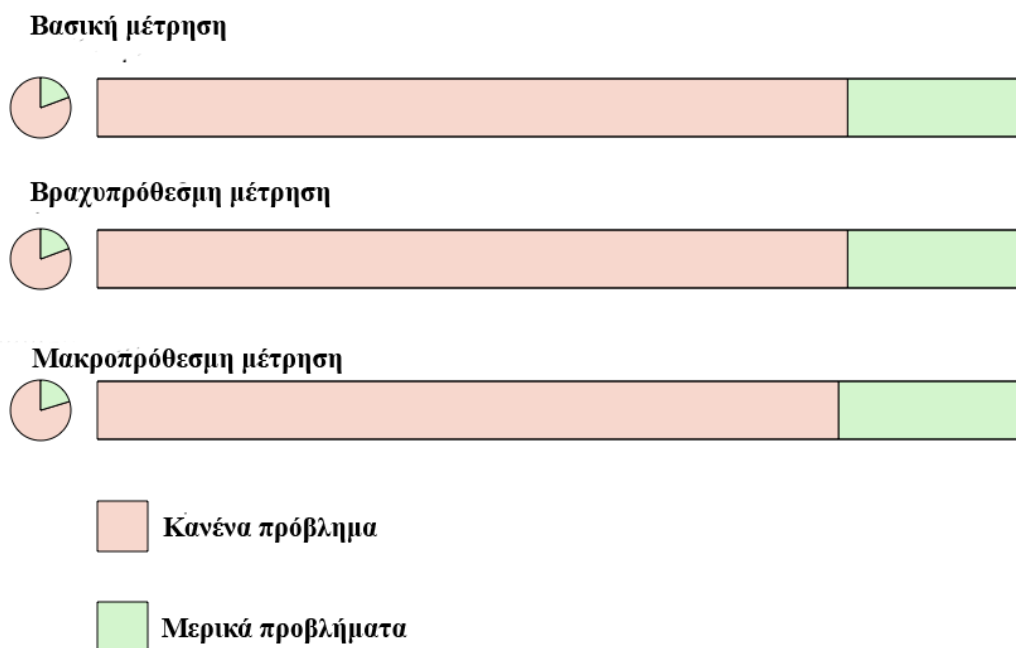 Βασική μέτρηση
Βραχυπρόθεσμη μέτρηση
Μακροπρόθεσμη μέτρηση
Κανένα πρόβλημα
Μερικά προβλήματα